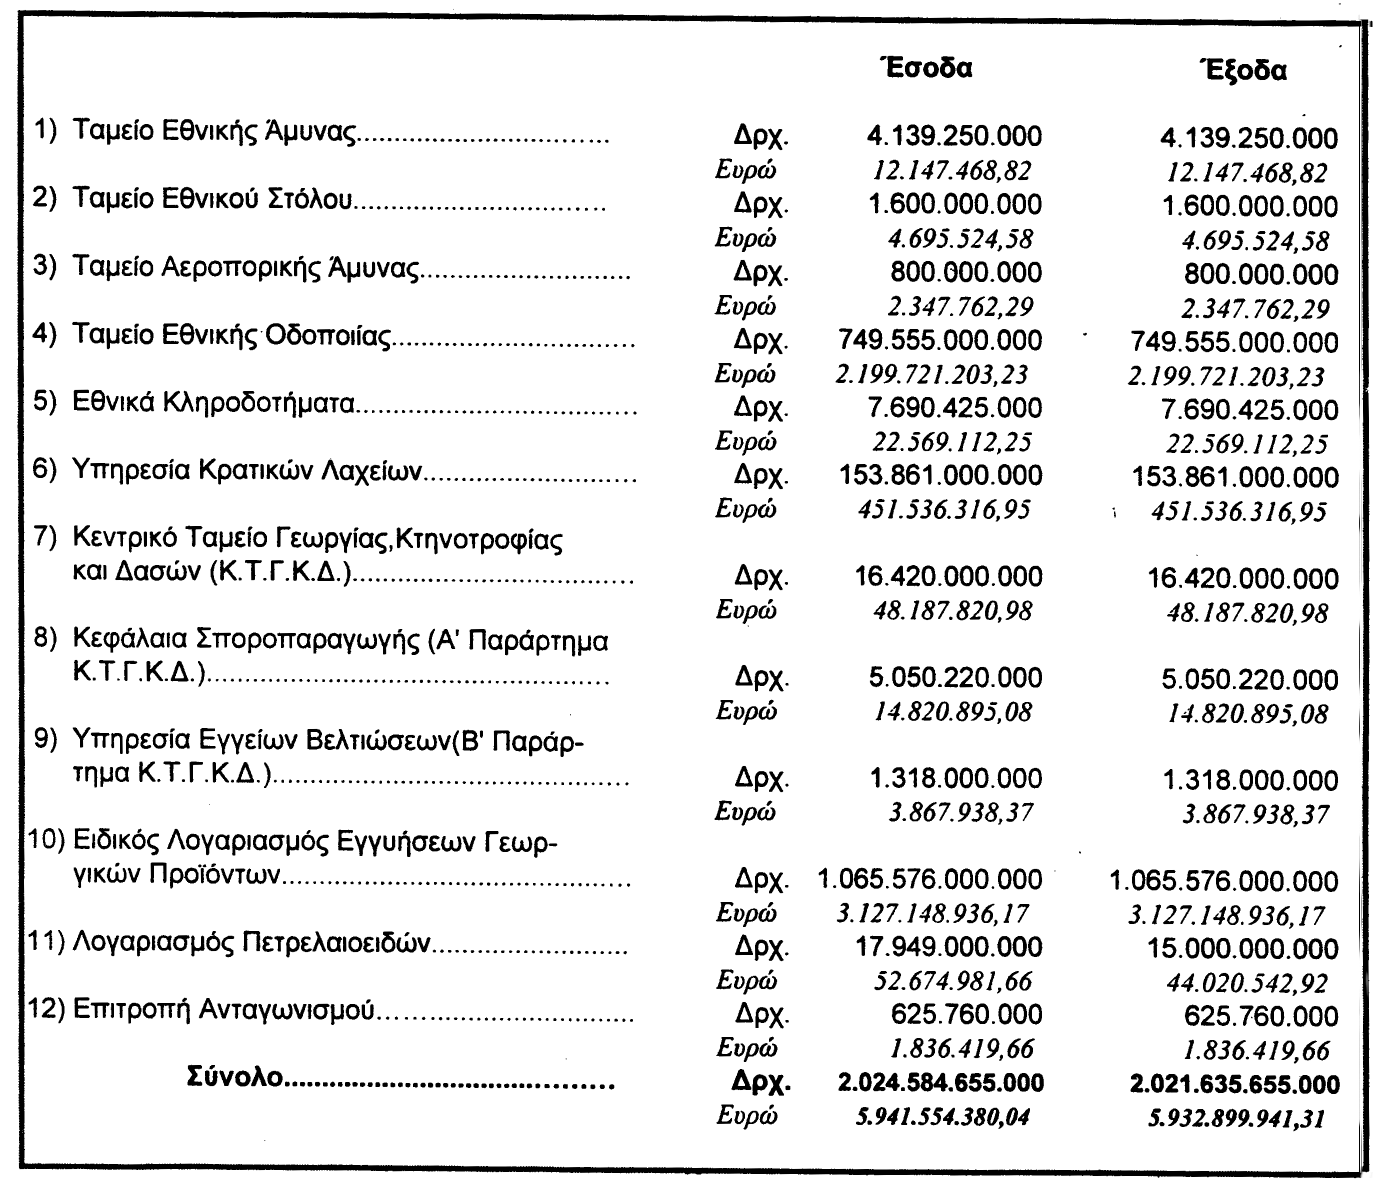 Έσοδα Έξοδα
1) Ταμείο Εθνικής Άμυνας............................... Δρχ. 4.139.250.000 4.139.250.000
Ευρώ 12.147.468,82 12.147.468,82
2) Ταμείο Εθνικού Στόλου................................ Δρχ. 1.600.000.000 1.600.000.000
Ευρώ 4.695.524,58 4.695.524,58
3) Ταμείο Αεροπορικής Άμυνας.......................... Δρχ. 800.000.000 800.000.000
Ευρώ 2.347.762,29 2.347.762,29
4) Ταμείο Εθνικής Οδοποιίας.............................. Δρχ. 749.555.000.000 749.555.000.000
Ευρώ 2.199.721.203,23 2.199.721.203,23
5) Εθνικά Κληροδοτήματα................................... Δρχ. 7.690.425.000 7.690.425.000
Ευρώ 22.569.112,25 22.569.112,25
6) Υπηρεσία Κρατικών Λαχείων.......................... Δρχ. 153.861.000.000 153.861.000.000
Ευρώ 451.536.316,95 451.536.316,95
7) Κεντρικό Ταμείο Γεωργίας,Κτηνοτροφίας
και Δασών (Κ.Τ.Γ.Κ.Δ.)................................... Δρχ. 16.420.000.000 16.420.000.000
Ευρώ 48.187.820,98 48.187.820,98
8) Κεφάλαια Σποροπαραγωγής (Α' Παράρτημα
Κ.Τ.Γ.Κ.Δ.).................................................. Δρχ. 5.050.220.000 5.050.220.000
Ευρώ 14.820.895,08 14.820.895,08
9) Υπηρεσία Εγγείων Βελτιώσεων(Β' Παράρ-
τημα Κ.Τ.Γ.Κ.Δ.)............................................ Δρχ. 1.318.000.000 1.318.000.000
Ευρώ 3.867.938,37 3.867.938,37
10) Ειδικός Λογαριασμός Εγγυήσεων Γεωρ-
γικών Προϊόντων........................................... Δρχ. 1.065.576.000.000 1.065.576.000.000
Ευρώ 3.127.148.936,17 3.127.148.936,17
11) Λογαριασμός Πετρελαιοειδών........................ Δρχ. 17.949.000.000 15.000.000.000
Ευρώ 52.674.981,66 44.020.542,92
12) Επιτροπή Ανταγωνισμού................................ Δρχ. 625.760.000 625.760.000
Ευρώ 1.836.419,66 1.836.419,66
Σύνολο............................................. Δρχ. 2.024.584.655.000 2.021.635.655.000
Ευρώ 5.941.554.380,04 5.932.899.941,31